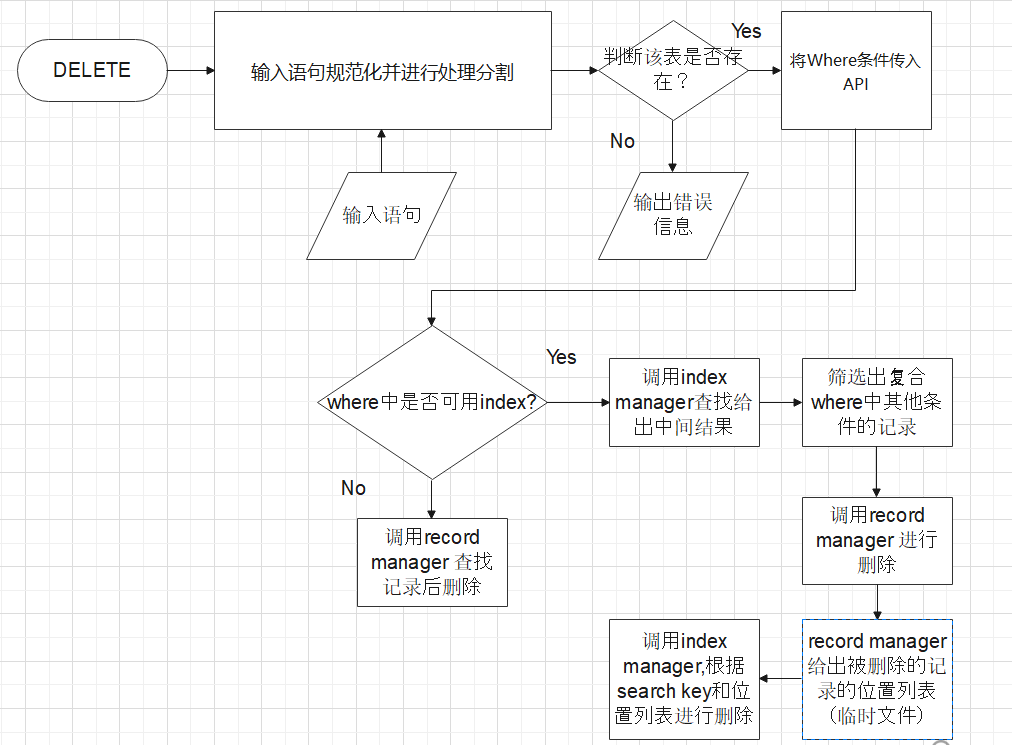 DELETE
输入语句规范化并进行处理分割
判断该表是否存
在？
Yes
将Where条件传入
API
No
输入语句
输出错误
信息
where中是否可用index?
Yes
调用index
manager查找给
出中间结果
筛选出复合
where中其他条
件的记录
No
调用record
manager 查找
记录后删除
调用record
manager 进行
删除
record manager
给出被删除的记
录的位置列表
（临时文件）
调用index
manager,根据
search key和位
置列表进行删除